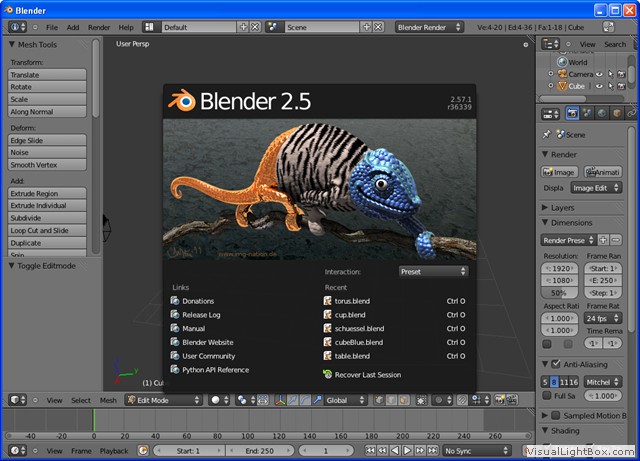 Blender
File Add Render Help Default Scene Blender Render Ve:4-20 | Ed:4-36 | Fa:1-18 | Cube
Mesh Tools
Transform:
Translate
Rotate
Scale
Along Normal
Deform:
Edge Slide
Noise
Smooth Vertex
Add:
Extrude Region
Extrude Individual
Subdivide
Loop Cut and Slide
Duplicate
Spin
Toggle Editmode
User Persp
Blender 2.5
2.57.1
r36339
Interaction: Preset
Links
Donations
Release Log
Manual
Blender Website
User Community
Python API Reference
Recent
torus.blend Ctrl O
cup.blend Ctrl O
schuessel.blend Ctrl O
cubeBlue.blend Ctrl O
table.blend Ctrl O
Recover Last Session
(1) Cu
View Search
World
Camera
Cube
Scene
Render
Image Animati
Displa Image Edit
Layers
Dimensions
Render Prese
Resolution: Frame Ran
: 1920 Start: 1
: 1080 E: 250
50% Step: 1
Aspect Ratio Frame Rat
1.000 24 fps
1.000 Time Rema
Anti-Aliasing
5 8 11 16 Mitchel
Full Sa 1.000
Sampled Motion B
Shading
View Select Mesh Edit Mode Global
-40 -20 0 20 40 60 80 100 120 140 160 180 200 220 240 260
View Frame Playback Start: 1 End: 250 1 No Sync
VisualLightBox.com